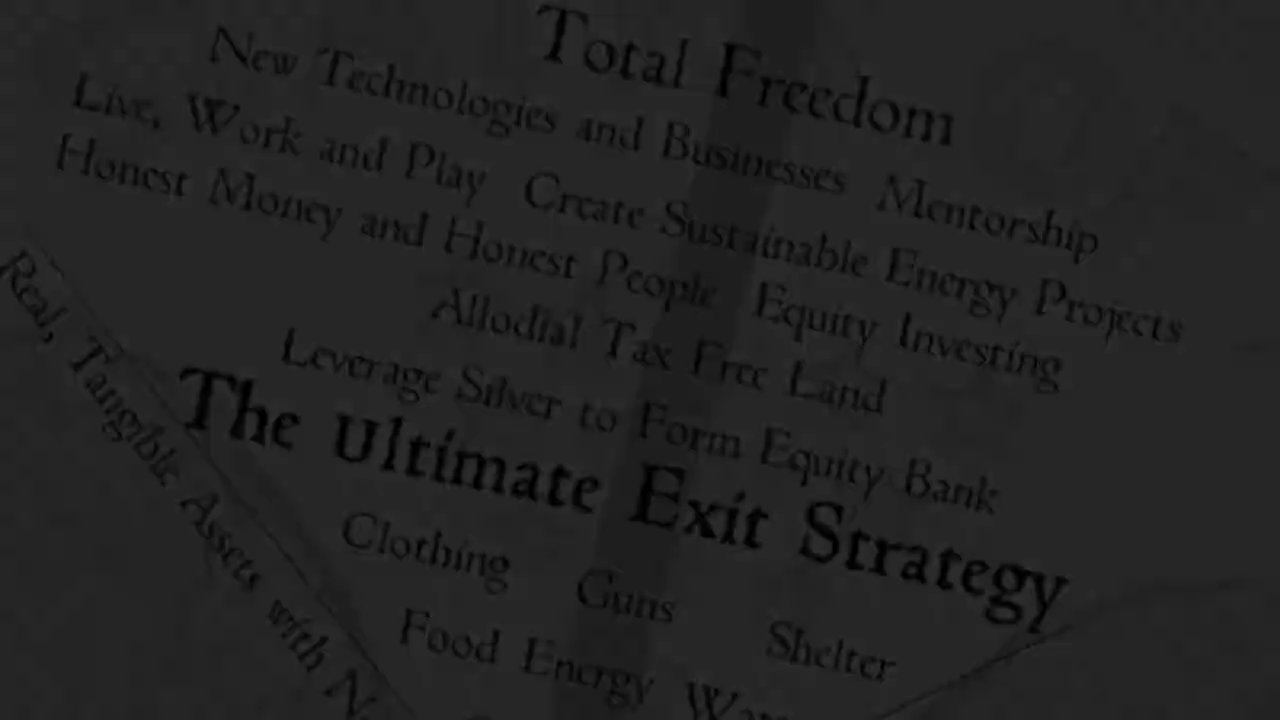 Total Freedom
New Technologies and Businesses Mentorship
Live, Work and Play Create Sustainable Energy Projects
Honest Money and Honest People Equity Investing
Allodial Tax Free Land
Leverage Silver to Form Equity Bank
The Ultimate Exit Strategy
Clothing Guns Shelter
Food Energy
Real, Tangible Assets with